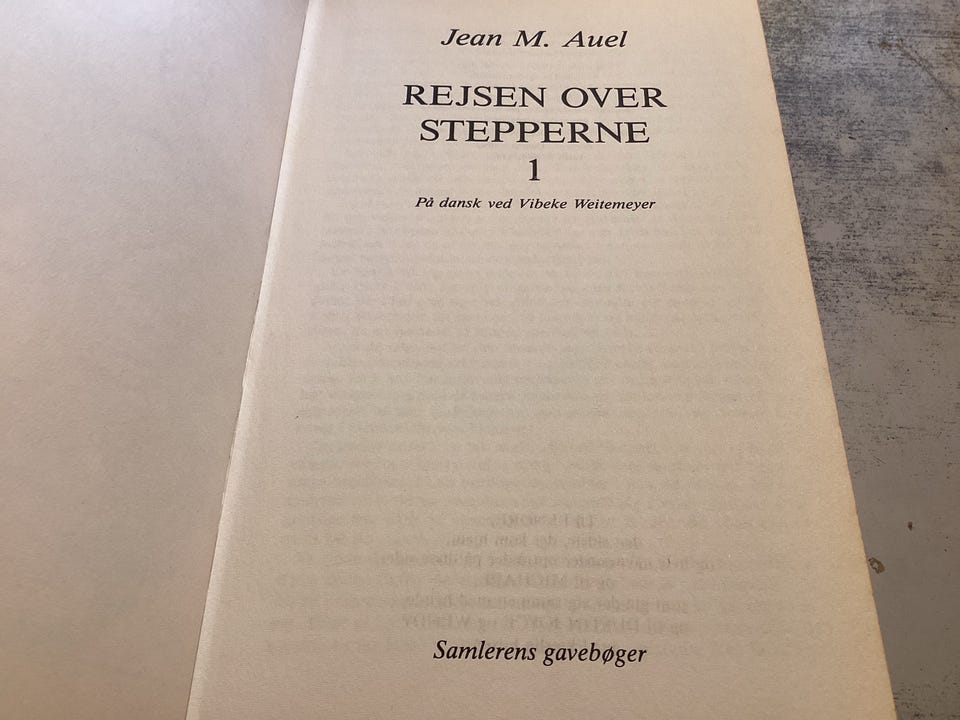 Jean M. Auel
REJSEN OVER
STEPPERNE
1
På dansk ved Vibeke Weitemeyer
Samlerens gavebøger